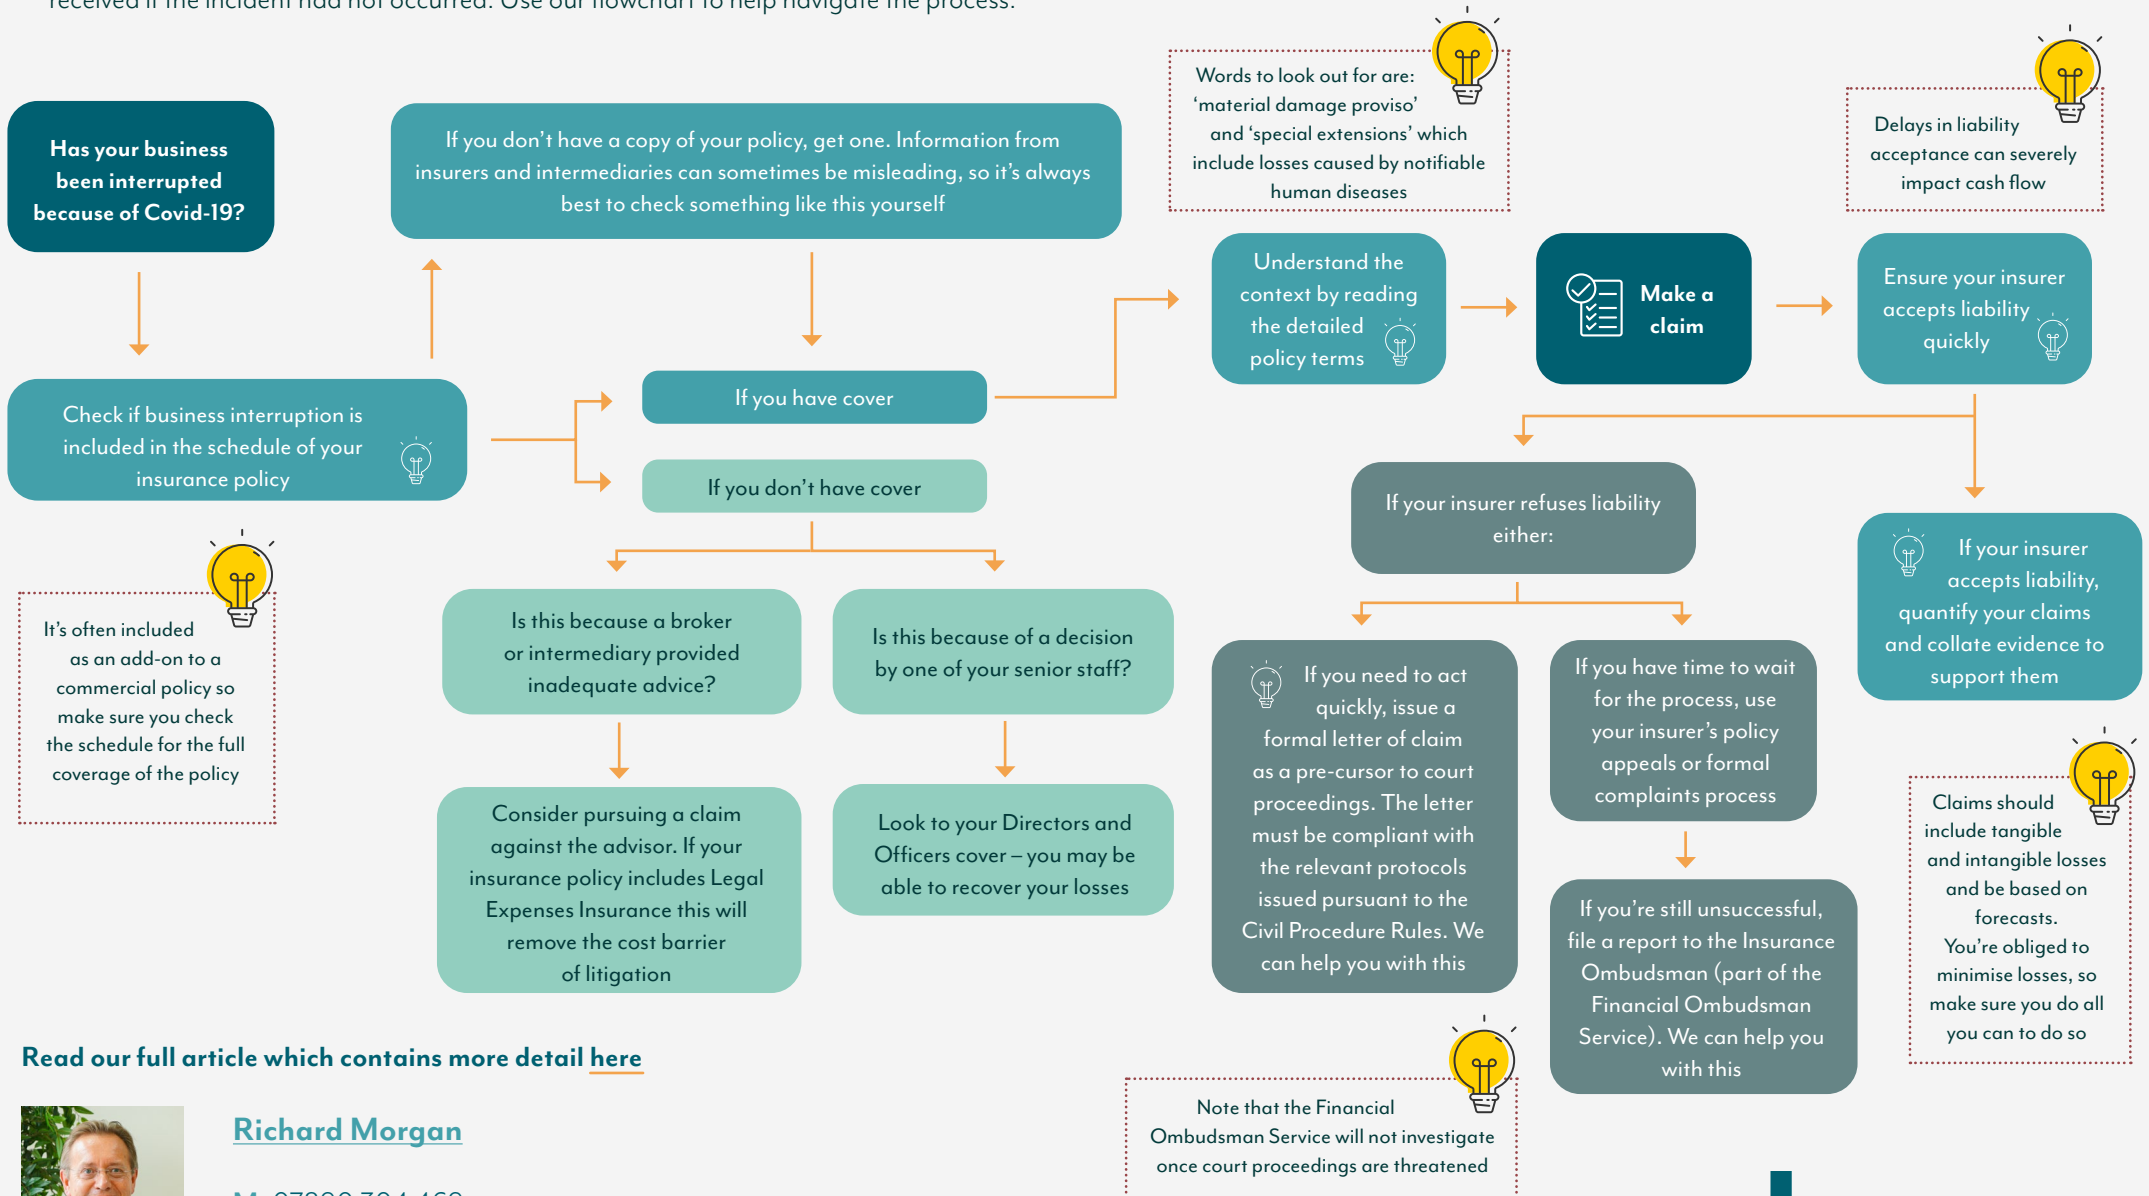 received if the incident had not occurred. Use our flowchart to help navigate the process.
Has your business
been interrupted
because of Covid-19?
Check if business interruption is
included in the schedule of your
insurance policy
It's often included
as an add-on to a
commercial policy so
make sure you check
the schedule for the full
coverage of the policy
If you don't have a copy of your policy, get one. Information from
insurers and intermediaries can sometimes be misleading, so it's always
best to check something like this yourself
If you have cover
If you don't have cover
Is this because a broker
or intermediary provided
inadequate advice?
Consider pursuing a claim
against the advisor. If your
insurance policy includes Legal
Expenses Insurance this will
remove the cost barrier
of litigation
Is this because of a decision
by one of your senior staff?
Look to your Directors and
Officers cover – you may be
able to recover your losses
Words to look out for are:
‘material damage proviso’
and ‘special extensions’ which
include losses caused by notifiable
human diseases
Understand the
context by reading
the detailed
policy terms
Make a
claim
Delays in liability
acceptance can severely
impact cash flow
Ensure your insurer
accepts liability
quickly
If your insurer refuses liability
either:
If you need to act
quickly, issue a
formal letter of claim
as a pre-cursor to court
proceedings. The letter
must be compliant with
the relevant protocols
issued pursuant to the
Civil Procedure Rules. We
can help you with this
If you have time to wait
for the process, use
your insurer's policy
appeals or formal
complaints process
If you're still unsuccessful,
file a report to the Insurance
Ombudsman (part of the
Financial Ombudsman
Service). We can help you
with this
Note that the Financial
Ombudsman Service will not investigate
once court proceedings are threatened
If your insurer
accepts liability,
quantify your claims
and collate evidence to
support them
Claims should
include tangible
and intangible losses
and be based on
forecasts.
You're obliged to
minimise losses, so
make sure you do all
you can to do so
Read our full article which contains more detail here
Richard Morgan